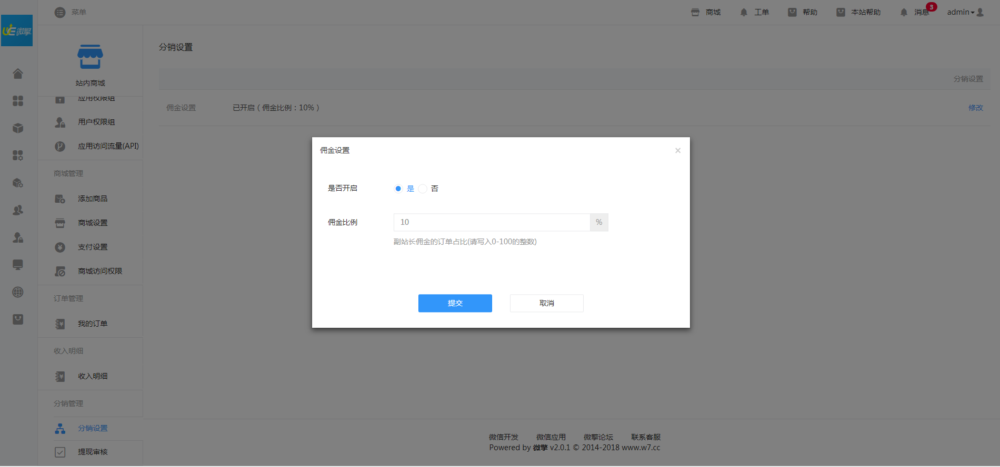 菜单
商城
工单
帮助
本站帮助
消息
3
admin
微擎
站内商城
应用权限组
用户权限组
应用访问流量(API)
商城管理
添加商品
商城设置
支付设置
商城访问权限
订单管理
我的订单
收入明细
收入明细
分销管理
分销设置
提现审核
分销设置
分销设置
佣金设置 已开启 ( 佣金比例：10% ) 修改
佣金设置 ×
是否开启 是 否
佣金比例 10 %
副站长佣金的订单占比(请写入0-100的整数)
提交 取消
微信开发 微信应用 微擎论坛 联系客服
Powered by 微擎 v2.0.1 © 2014-2018 www.w7.cc